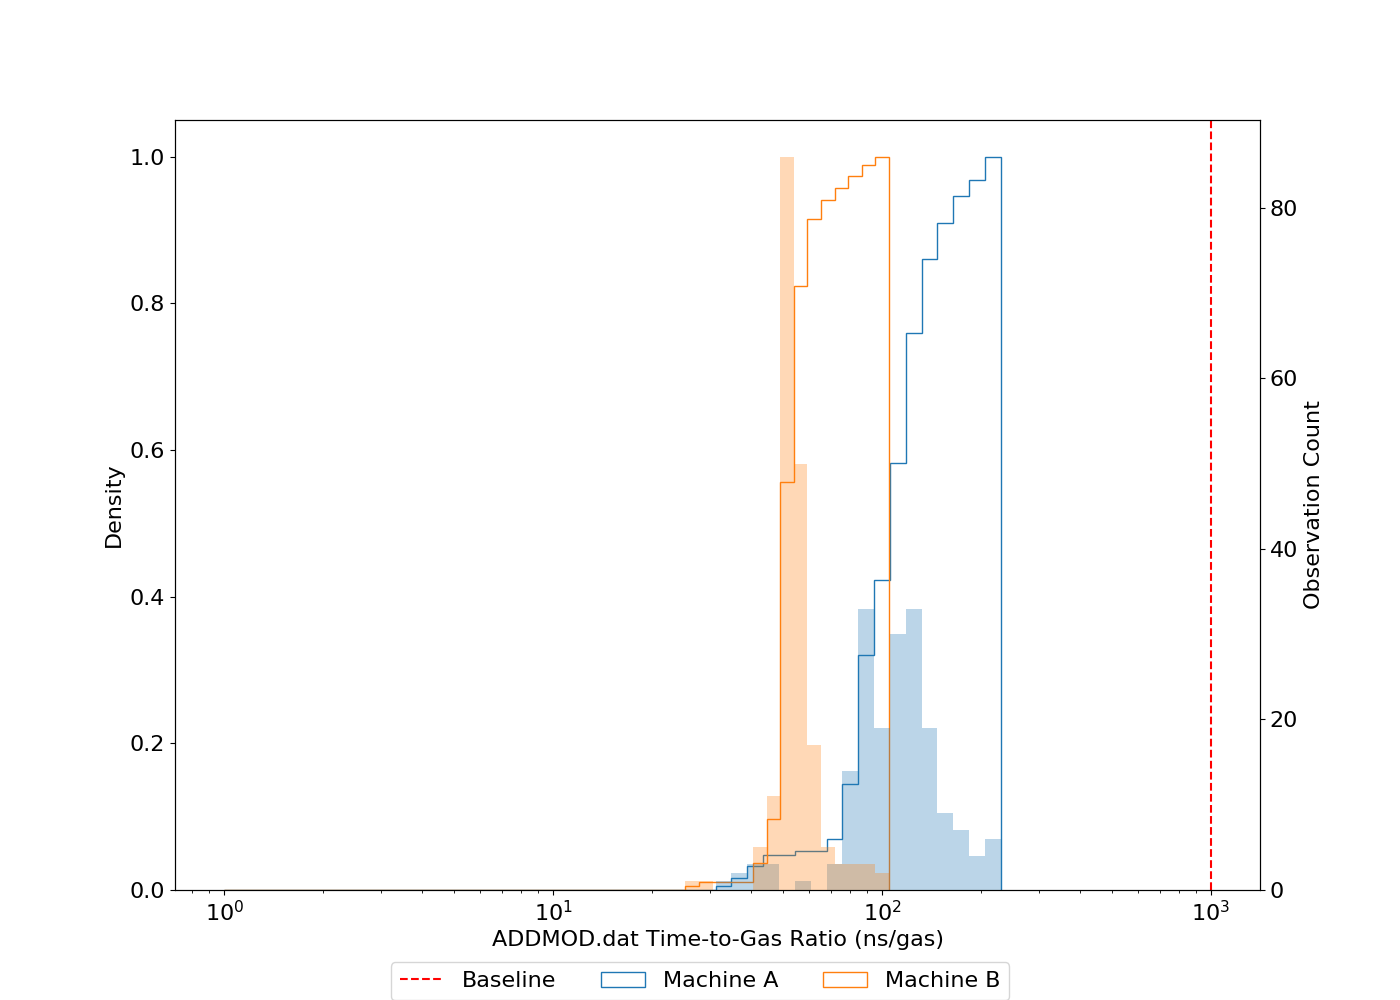 1.0
0.8
0.6
0.4
0.2
0.0
Density
80
60
40
20
0
Observation Count
10⁰ 10¹ 10² 10³
ADDMOD.dat Time-to-Gas Ratio (ns/gas)
Baseline Machine A Machine B